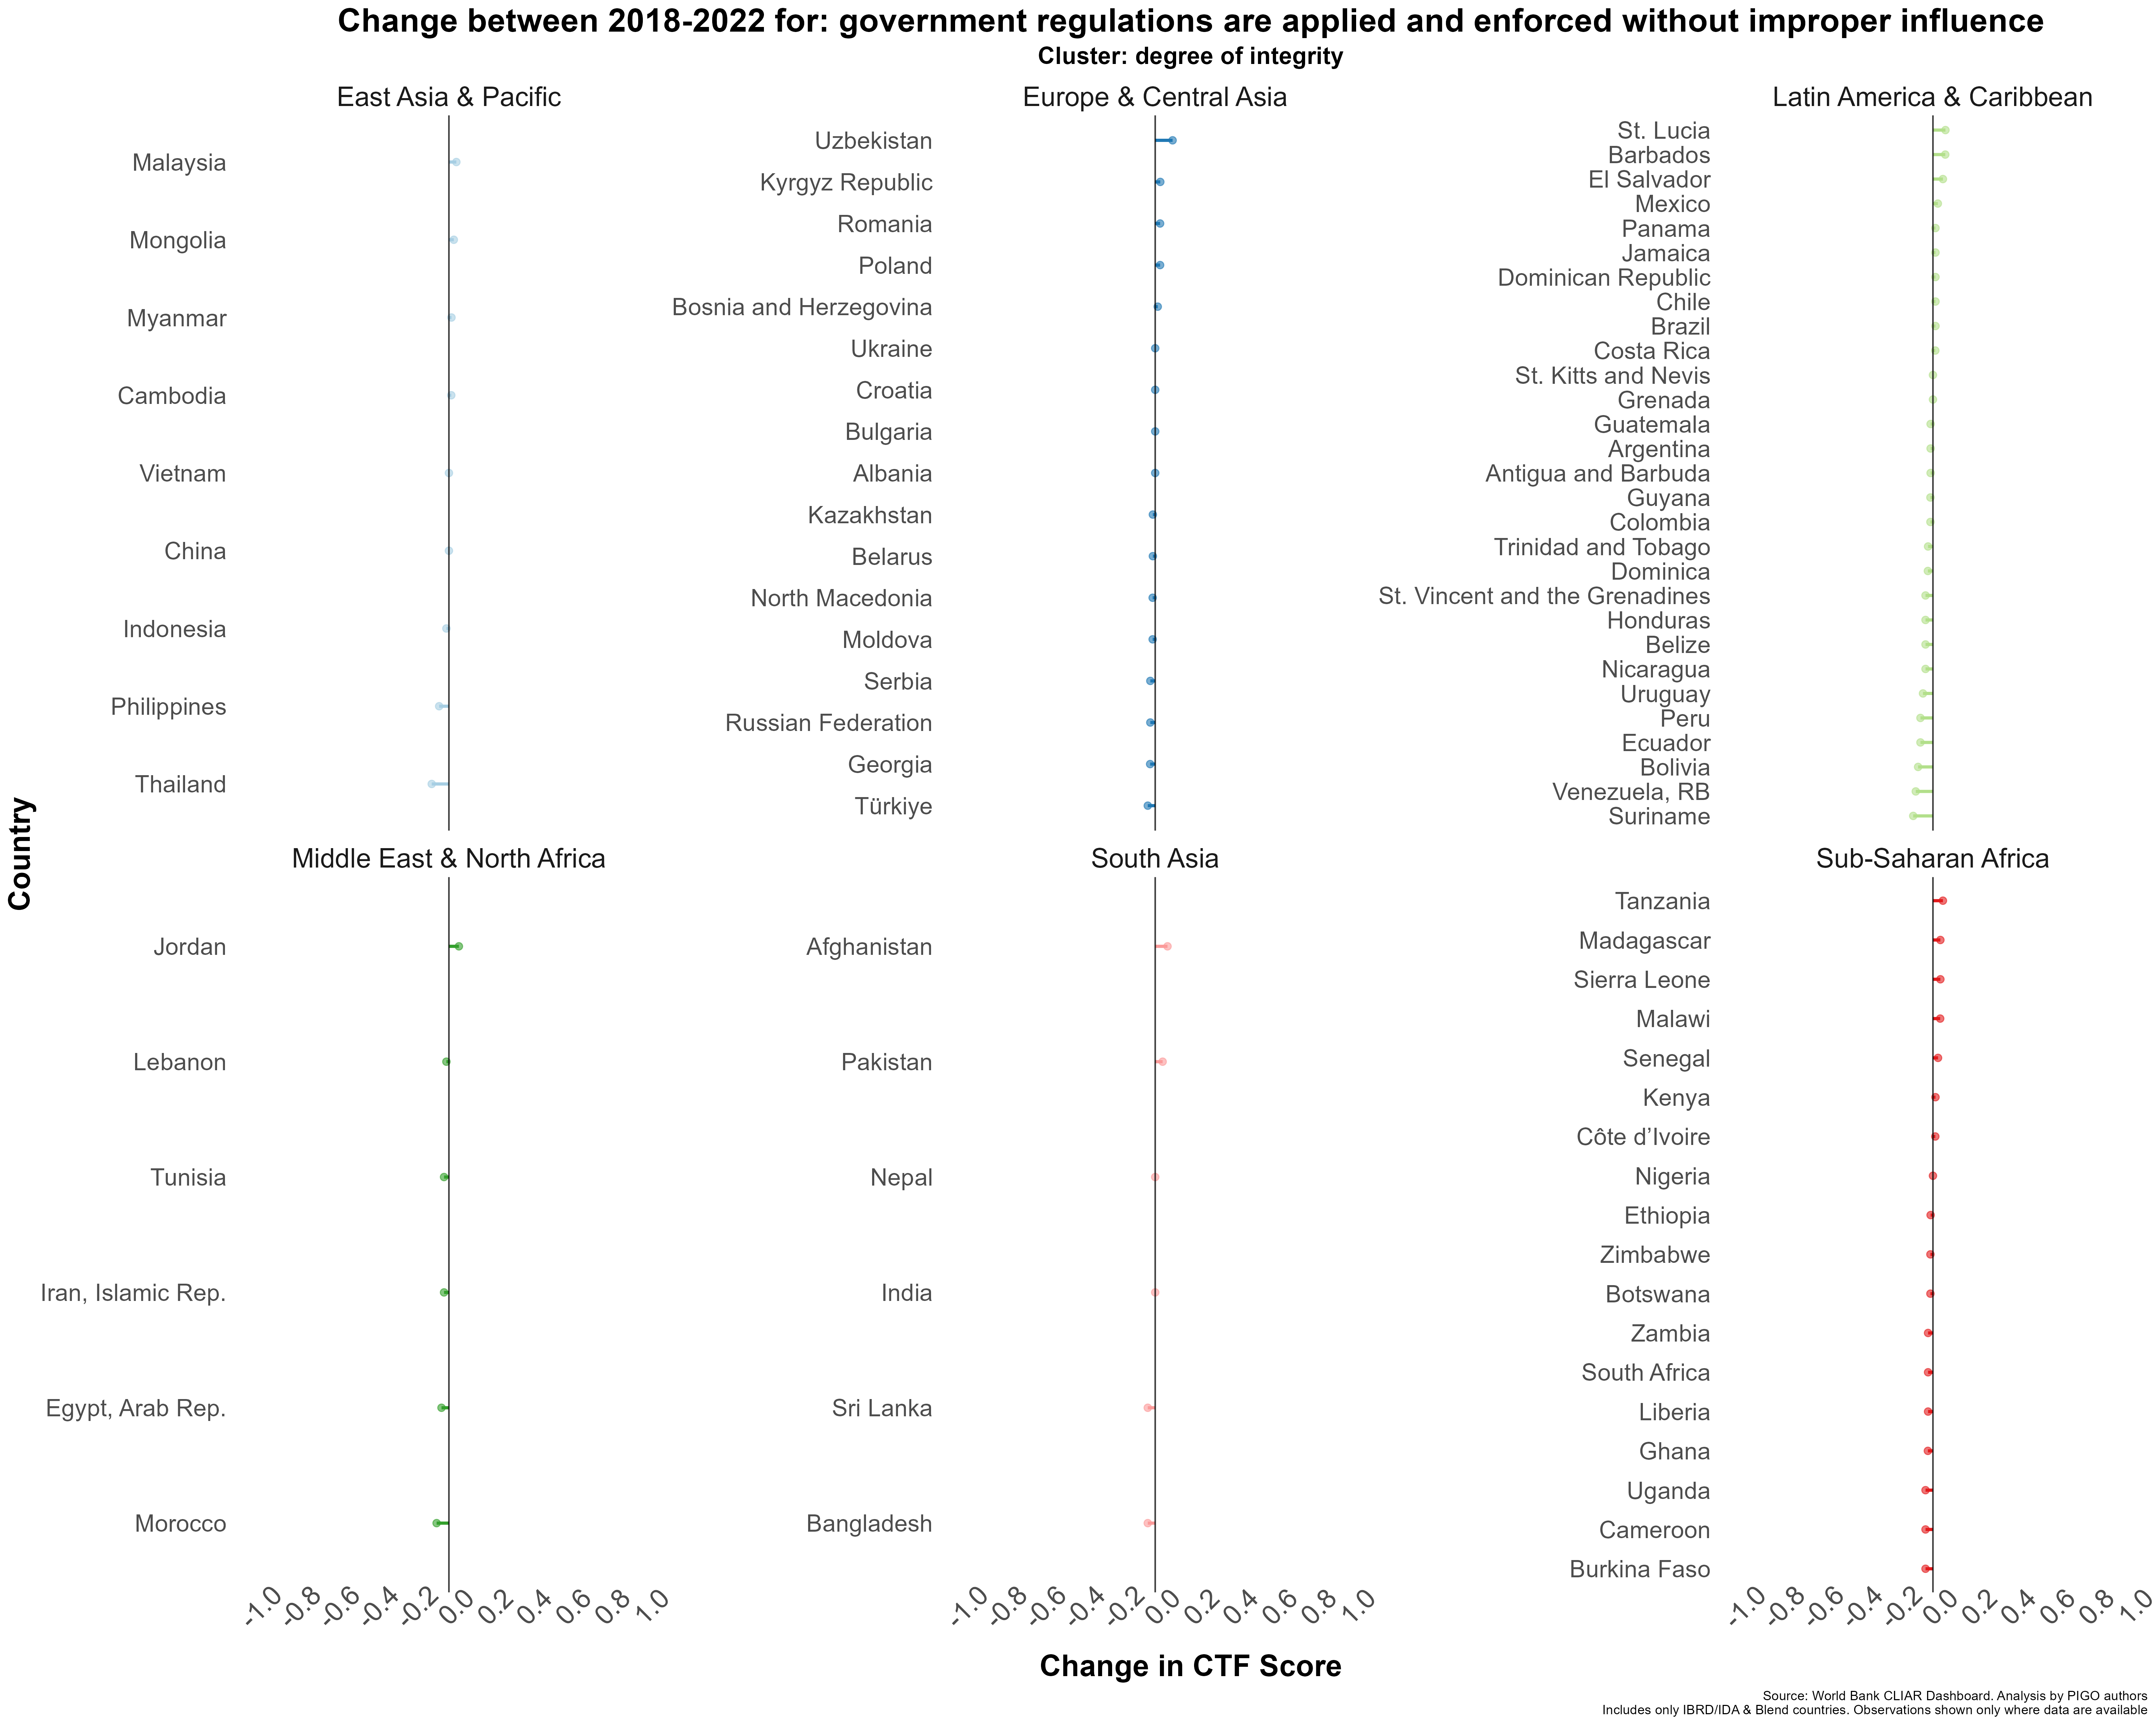 Change between 2018-2022 for: government regulations are applied and enforced without improper influence
Cluster: degree of integrity
East Asia & Pacific
Malaysia
Mongolia
Myanmar
Cambodia
Vietnam
China
Indonesia
Philippines
Thailand
Europe & Central Asia
Uzbekistan
Kyrgyz Republic
Romania
Poland
Bosnia and Herzegovina
Ukraine
Croatia
Bulgaria
Albania
Kazakhstan
Belarus
North Macedonia
Moldova
Serbia
Russian Federation
Georgia
Türkiye
Latin America & Caribbean
St. Lucia
Barbados
El Salvador
Mexico
Panama
Jamaica
Dominican Republic
Chile
Brazil
Costa Rica
St. Kitts and Nevis
Grenada
Guatemala
Argentina
Antigua and Barbuda
Guyana
Colombia
Trinidad and Tobago
Dominica
St. Vincent and the Grenadines
Honduras
Belize
Nicaragua
Uruguay
Peru
Ecuador
Bolivia
Venezuela, RB
Suriname
Country
Middle East & North Africa
Jordan
Lebanon
Tunisia
Iran, Islamic Rep.
Egypt, Arab Rep.
Morocco
-1.0 -0.8 -0.6 -0.4 -0.2 0.0 0.2 0.4 0.6 0.8 1.0
South Asia
Afghanistan
Pakistan
Nepal
India
Sri Lanka
Bangladesh
-1.0 -0.8 -0.6 -0.4 -0.2 0.0 0.2 0.4 0.6 0.8 1.0
Sub-Saharan Africa
Tanzania
Madagascar
Sierra Leone
Malawi
Senegal
Kenya
Côte d’Ivoire
Nigeria
Ethiopia
Zimbabwe
Botswana
Zambia
South Africa
Liberia
Ghana
Uganda
Cameroon
Burkina Faso
-1.0 -0.8 -0.6 -0.4 -0.2 0.0 0.2 0.4 0.6 0.8 1.0
Change in CTF Score
Source: World Bank CLIAR Dashboard. Analysis by PIGO authors
Includes only IBRD/IDA & Blend countries. Observations shown only where data are available